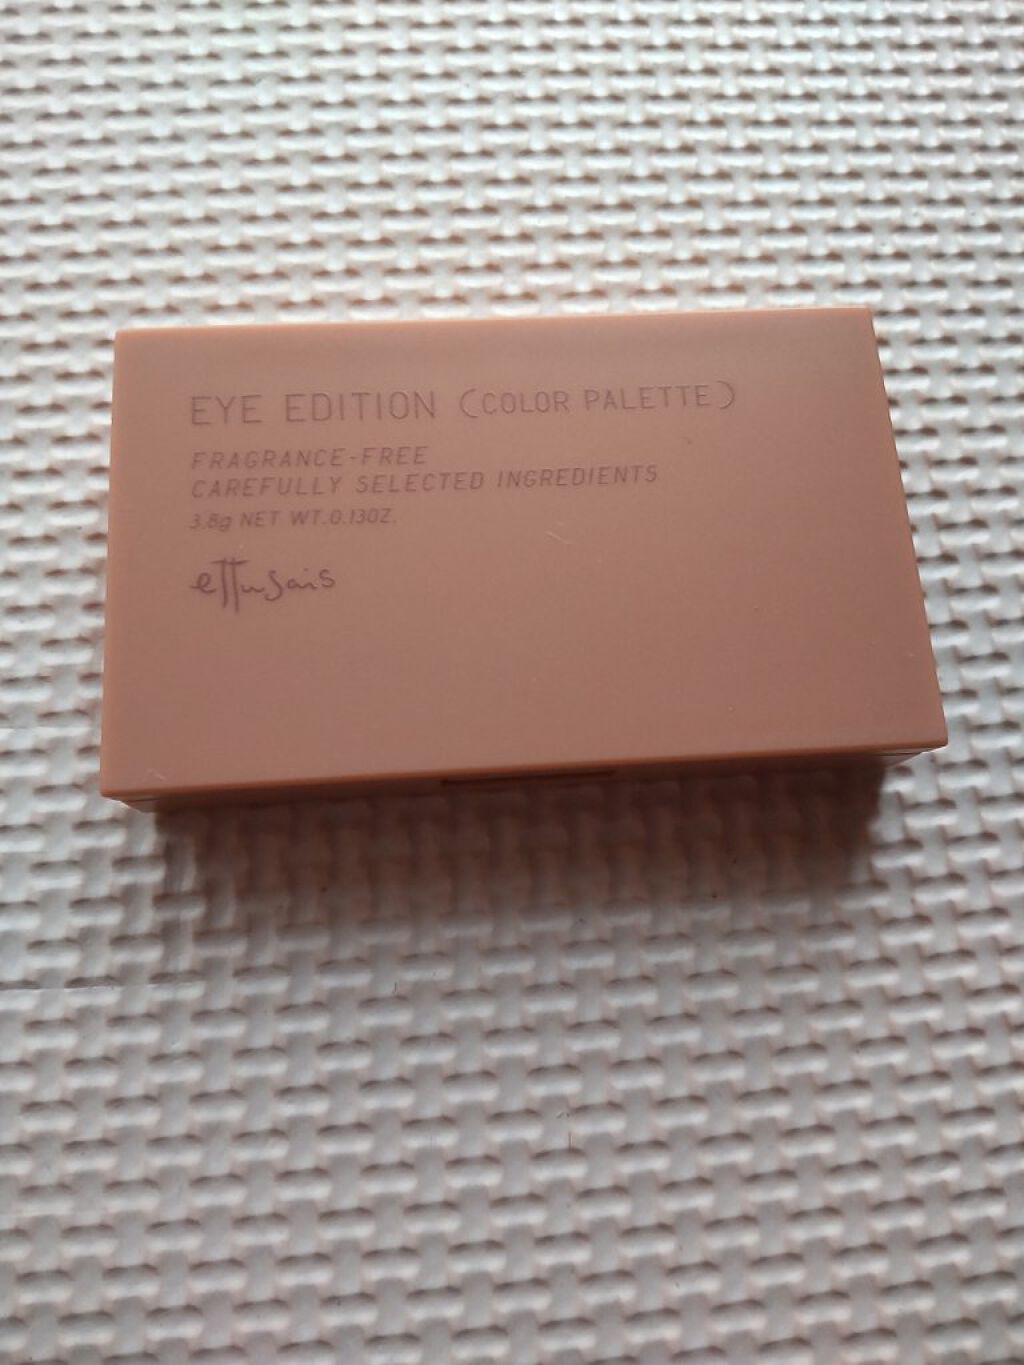 EYE EDITION (COLOR PALETTE)
FRAGRANCE-FREE
CAREFULLY SELECTED INGREDIENTS
3.8g NET WT.0.13OZ.
ettusais